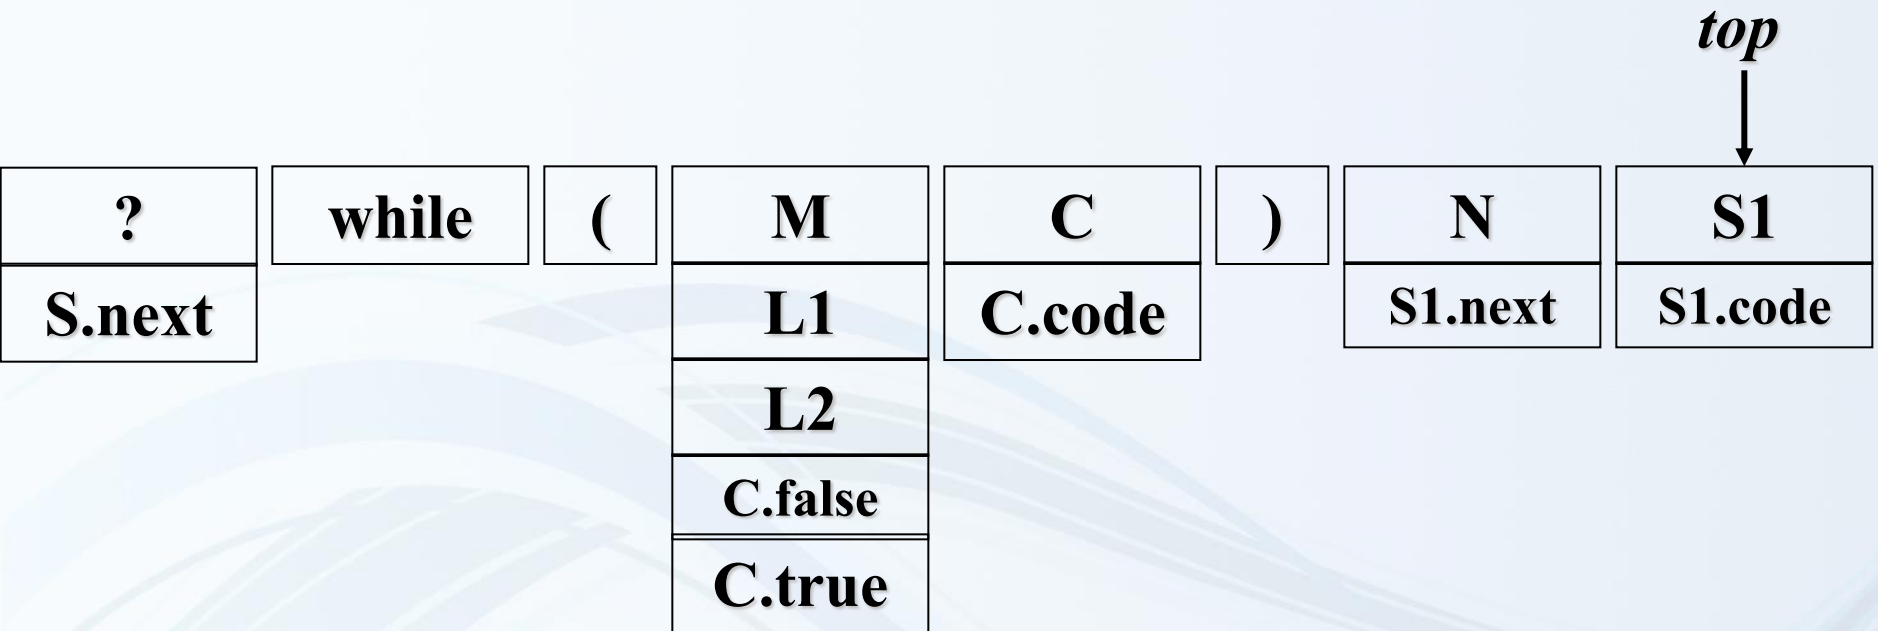 top
? while ( M C ) N S1
S.next L1 C.code S1.next S1.code
L2
C.false
C.true